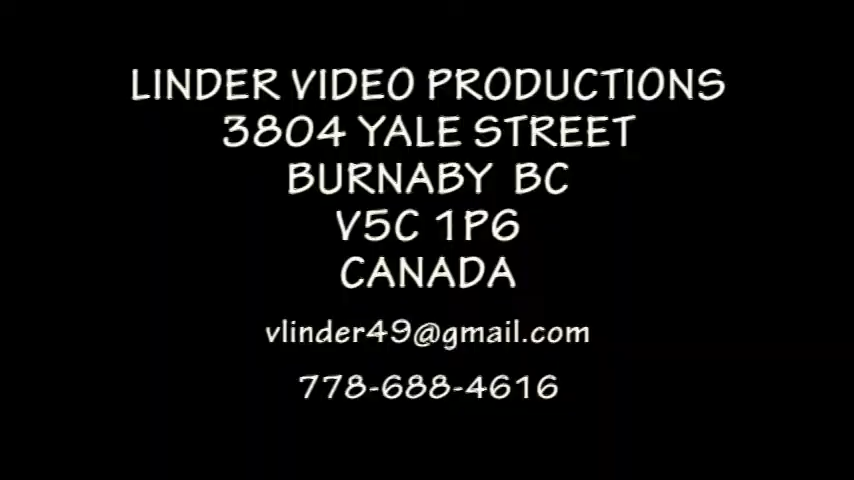 LINDER VIDEO PRODUCTIONS
3804 YALE STREET
BURNABY BC
V5C 1P6
CANADA
vlinder49@gmail.com
778-688-4616